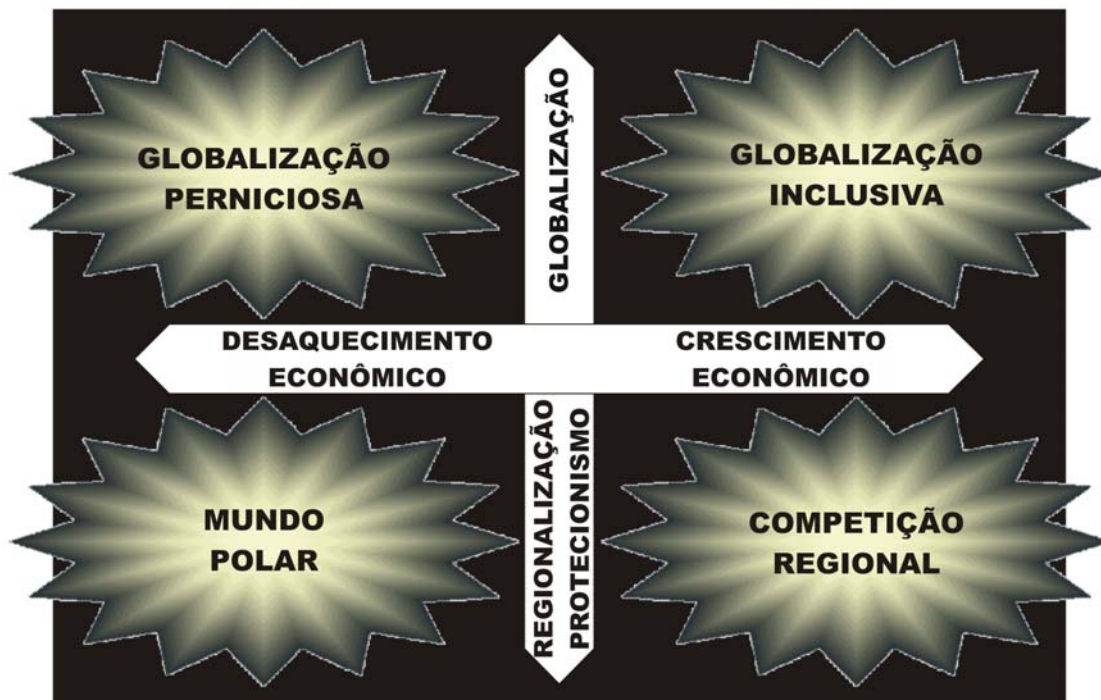 GLOBALIZAÇÃO
PERNICIOSA
GLOBALIZAÇÃO
GLOBALIZAÇÃO
INCLUSIVA
DESAQUECIMENTO
ECONÔMICO
CRESCIMENTO
ECONÔMICO
MUNDO
POLAR
REGIONALIZAÇÃO
PROTECIONISMO
COMPETIÇÃO
REGIONAL